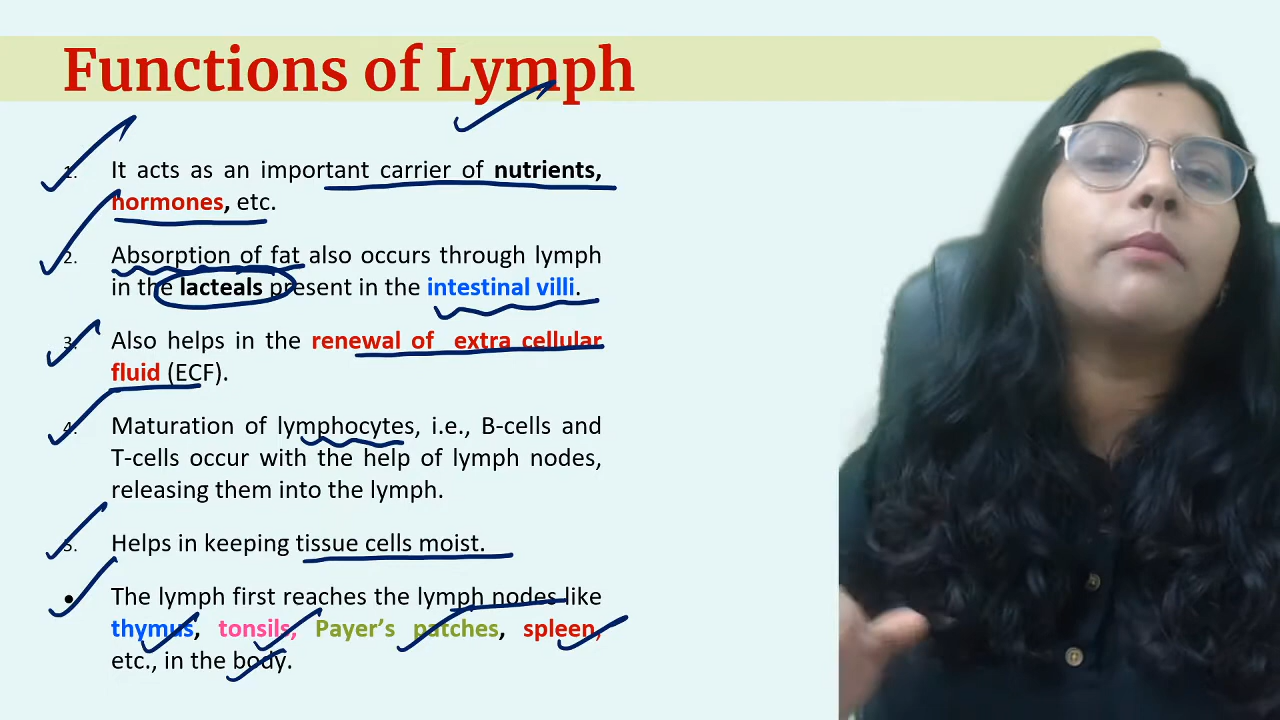 Functions of Lymph
1. It acts as an important carrier of nutrients,
hormones, etc.
2. Absorption of fat also occurs through lymph
in the lacteals present in the intestinal villi.
3. Also helps in the renewal of extra cellular
fluid (ECF).
4. Maturation of lymphocytes, i.e., B-cells and
T-cells occur with the help of lymph nodes,
releasing them into the lymph.
5. Helps in keeping tissue cells moist.
• The lymph first reaches the lymph nodes like
thymus, tonsils, Payer’s patches, spleen,
etc., in the body.